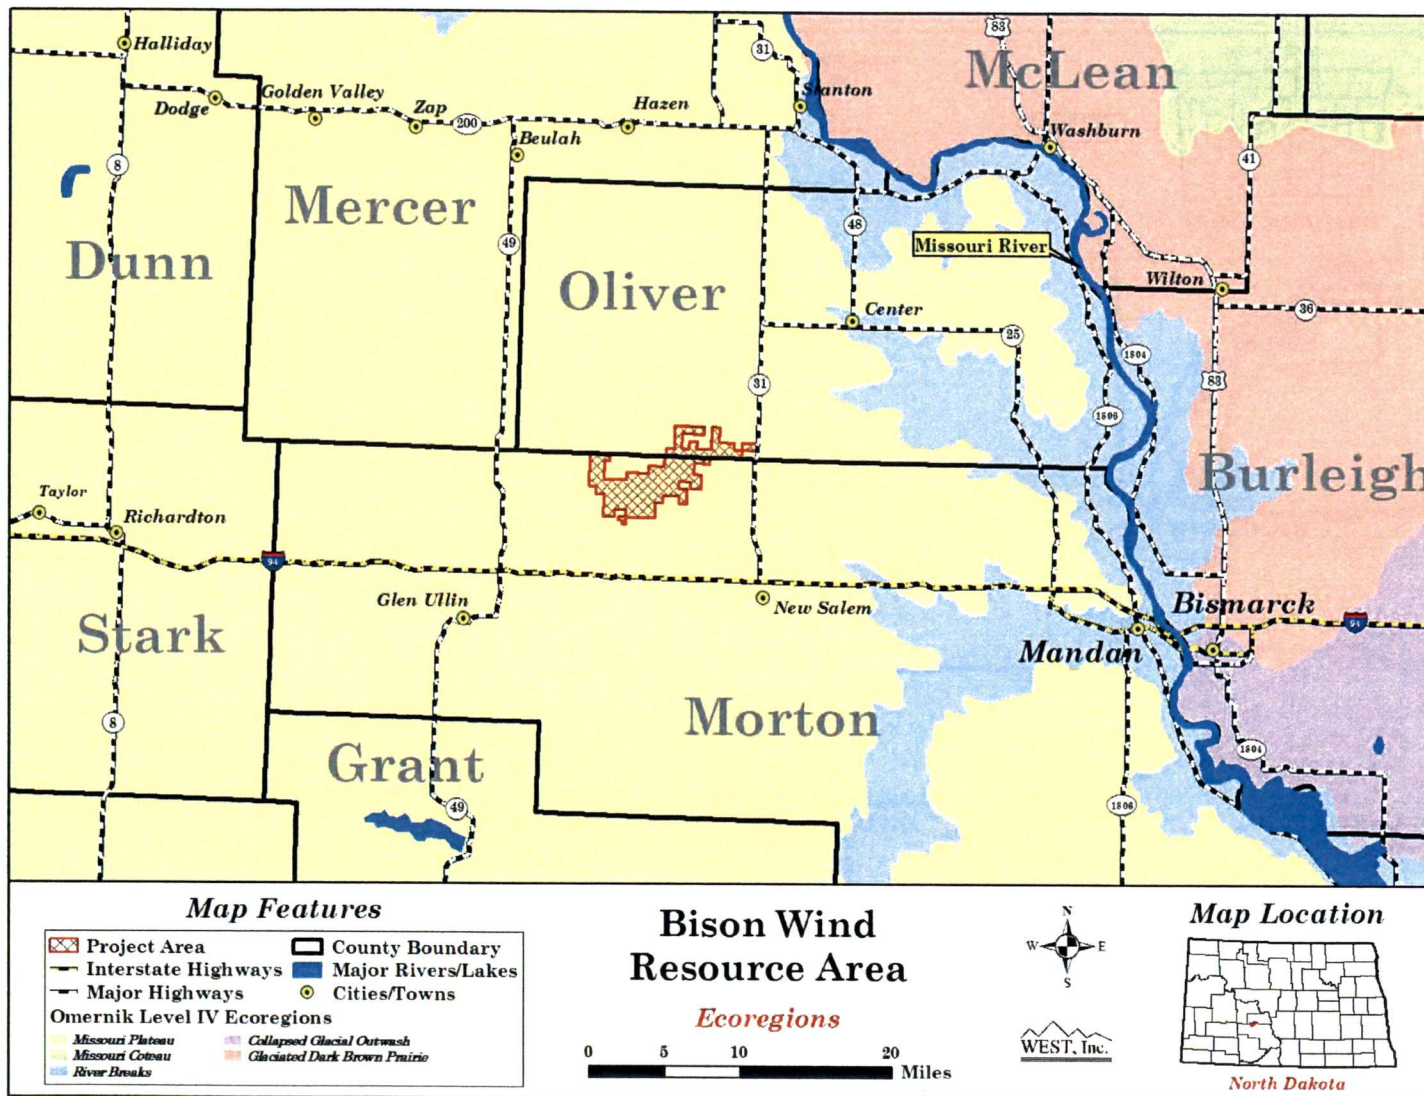 83
McLean
Halliday
31
Stanton
Dodge
Golden Valley
Zap
200
Hazen
Washburn
Beulah
41
8
Mercer
48
49
Dunn
Missouri River
Oliver
Wilton
Center
36
25
1804
31
83
1806
Burleigh
Taylor
Richardton
94
Glen Ullin
New Salem
Bismarck
94
Stark
Mandan
Morton
8
Grant
1804
49
1806
Map Features
Project Area
County Boundary
Interstate Highways
Major Rivers/Lakes
Major Highways
Cities/Towns
Omernik Level IV Ecoregions
Missouri Plateau
Collapsed Glacial Outwash
Missouri Coteau
Glaciated Dark Brown Prairie
River Breaks
Bison Wind
Resource Area
Ecoregions
0 5 10 20
Miles
N
W E
S
WEST, Inc.
Map Location
North Dakota